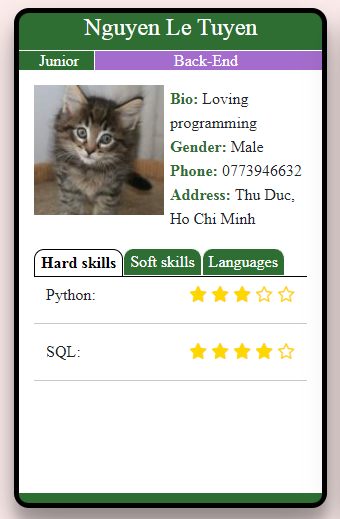 Nguyen Le Tuyen
Junior
Back-End
Bio: Loving
programming
Gender: Male
Phone: 0773946632
Address: Thu Duc,
Ho Chi Minh
Hard skills
Soft skills
Languages
Python:
SQL: